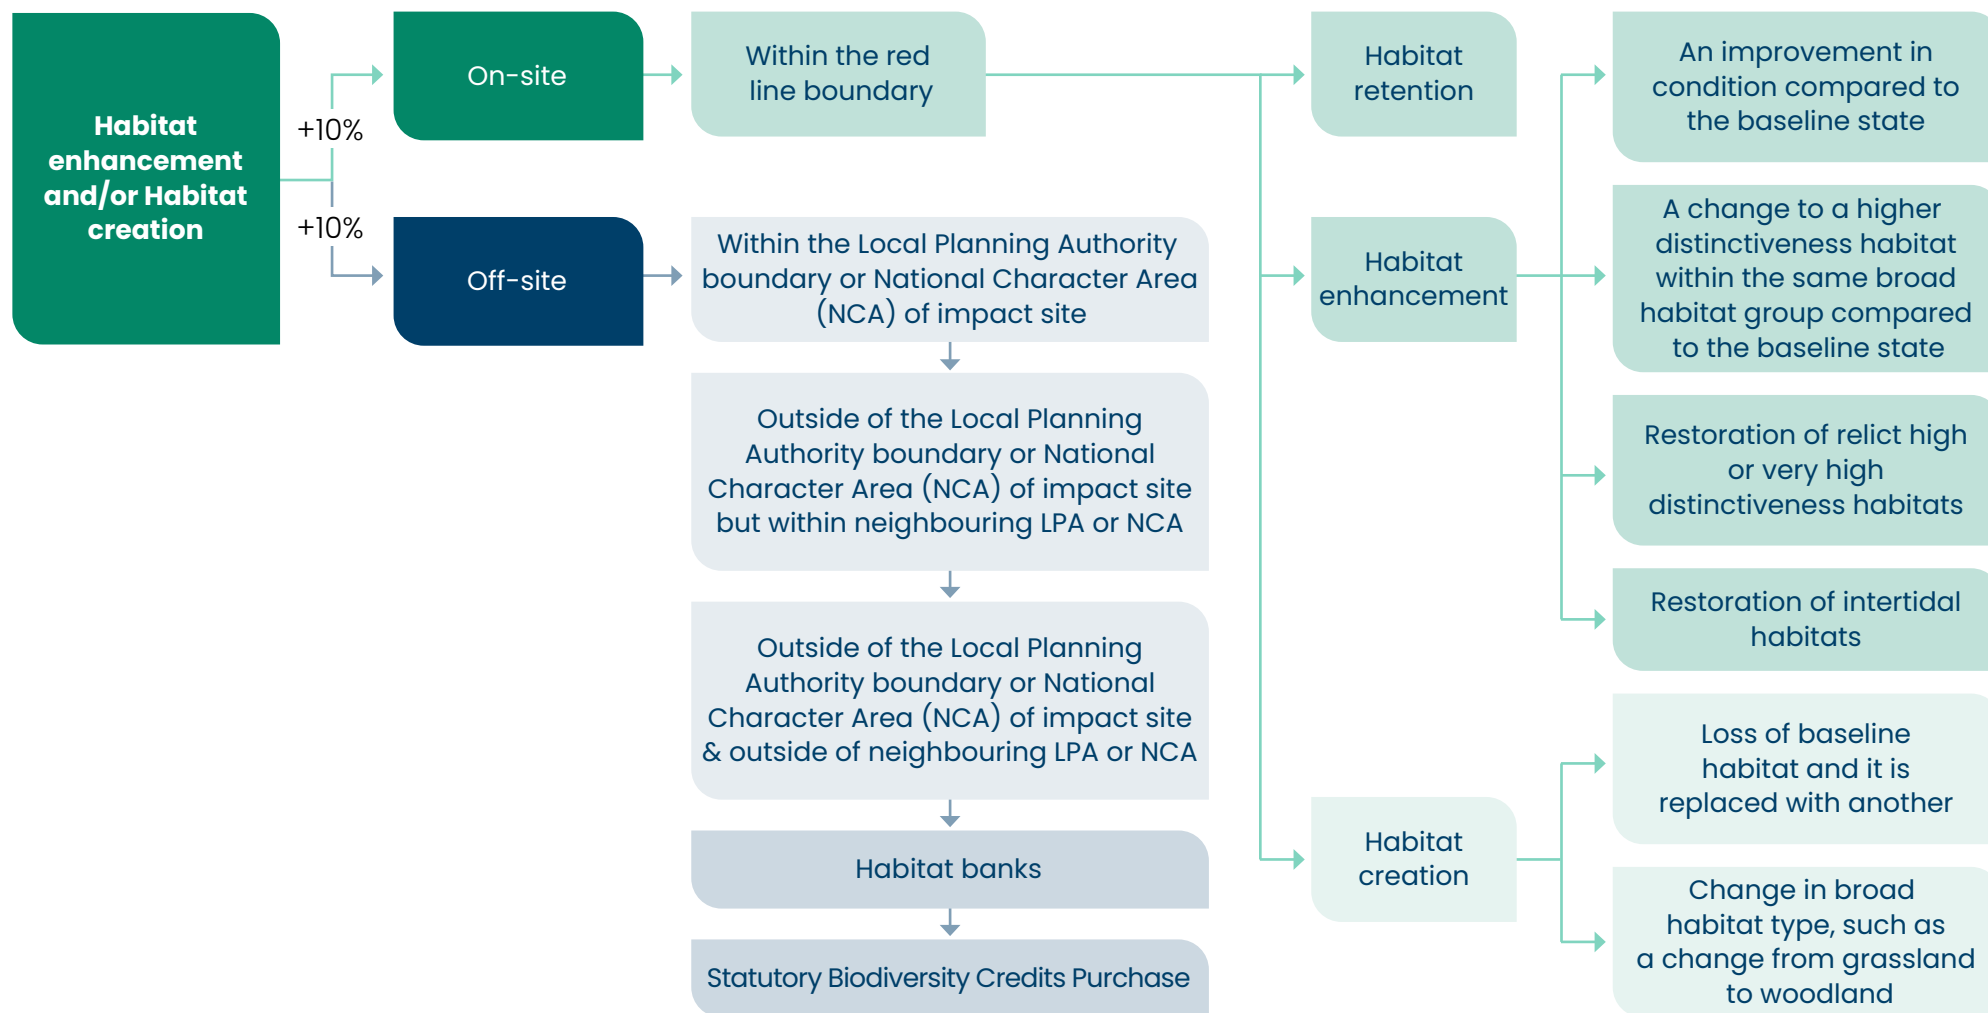 Habitat
enhancement
and/or Habitat
creation
+10%
+10%
On-site
Off-site
Within the red
line boundary
Within the Local Planning Authority
boundary or National Character Area
(NCA) of impact site
Outside of the Local Planning
Authority boundary or National
Character Area (NCA) of impact site
but within neighbouring LPA or NCA
Outside of the Local Planning
Authority boundary or National
Character Area (NCA) of impact site
& outside of neighbouring LPA or NCA
Habitat banks
Statutory Biodiversity Credits Purchase
Habitat
retention
Habitat
enhancement
Habitat
creation
An improvement in
condition compared to
the baseline state
A change to a higher
distinctiveness habitat
within the same broad
habitat group compared
to the baseline state
Restoration of relict high
or very high
distinctiveness habitats
Restoration of intertidal
habitats
Loss of baseline
habitat and it is
replaced with another
Change in broad
habitat type, such as
a change from grassland
to woodland